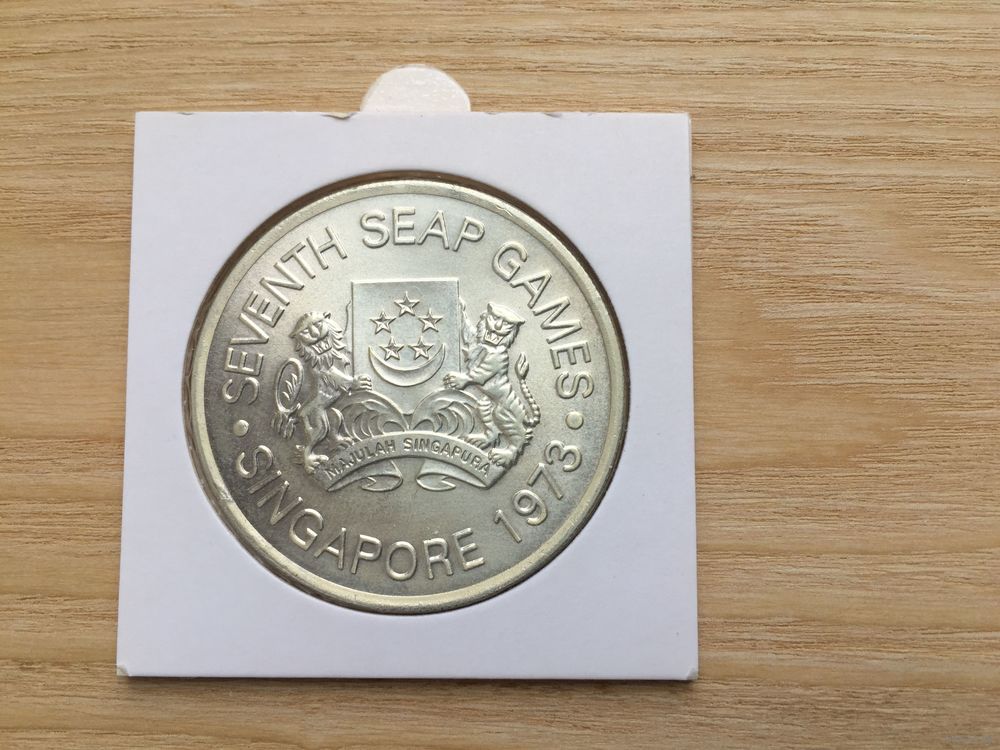 SEVENTH SEAP GAMES
MAJULAH SINGAPURA
SINGAPORE 1973